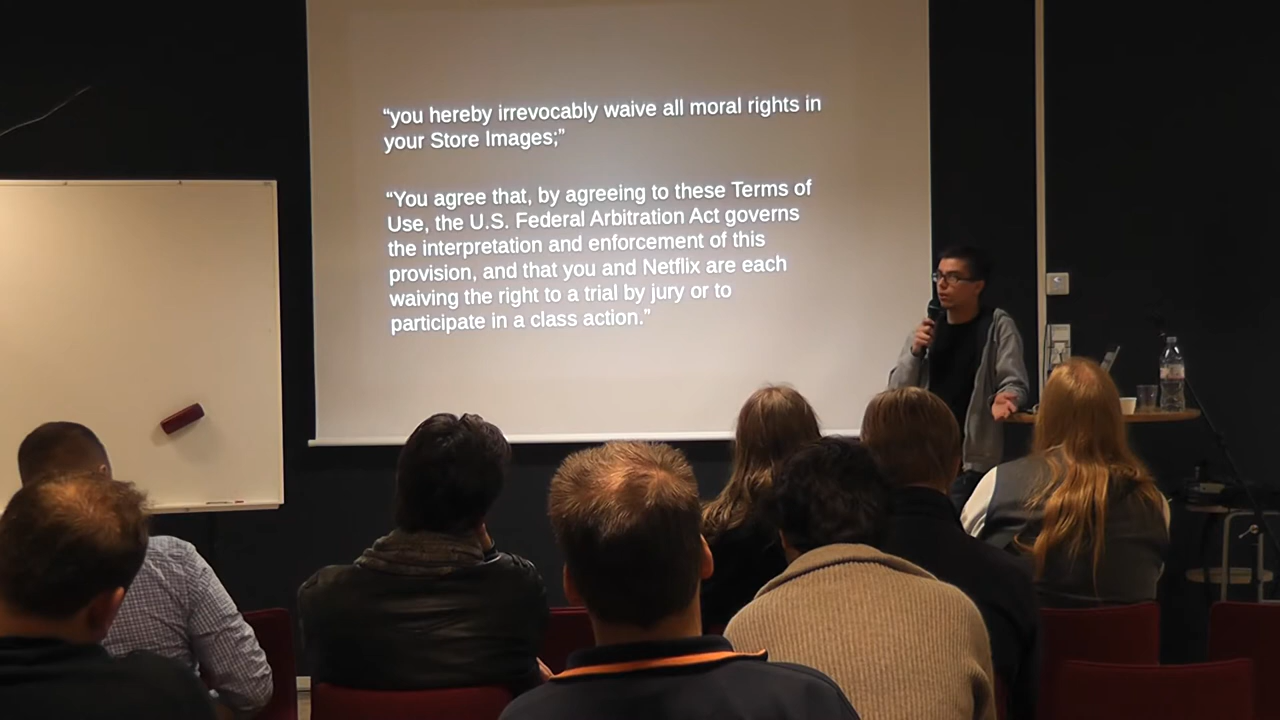 “you hereby irrevocably waive all moral rights in
your Store Images;”
“You agree that, by agreeing to these Terms of
Use, the U.S. Federal Arbitration Act governs
the interpretation and enforcement of this
provision, and that you and Netflix are each
waiving the right to a trial by jury or to
participate in a class action.”